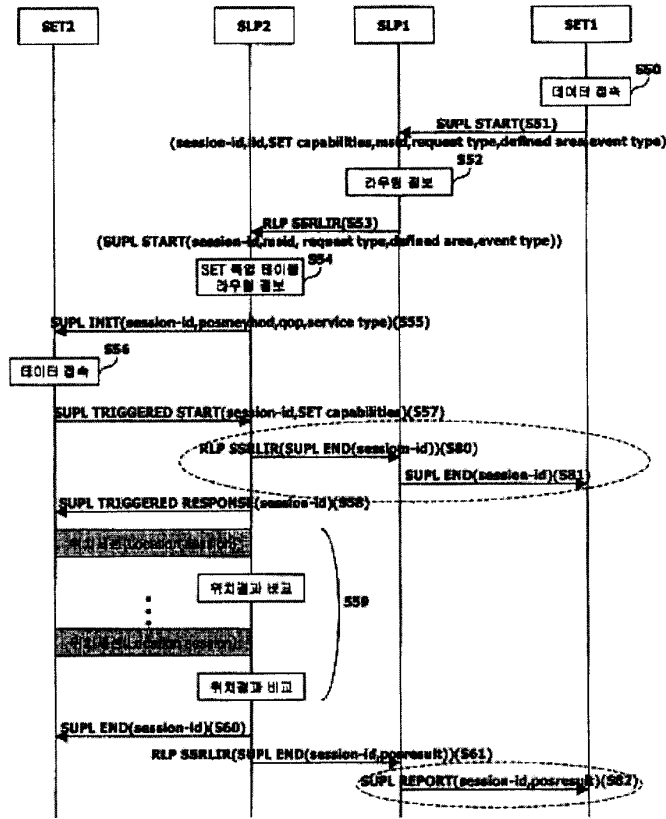 SET2
SLP2
SLP1
SET1
S50
데이터 접속
SUPL START(S51)
(session-id,lid,SET capabilities,msid,request type,defined area,event type)
S52
라우팅 정보
RLP SSRLIR(S53)
(SUPL START(session-id,msid, request type,defined area,event type))
S54
SET 룩업 테이블
라우팅 정보
SUPL INIT(session-id,posmeyhod,qop,service type)(S55)
S56
데이터 접속
SUPL TRIGGERED START(session-id,SET capabilities)(S57)
RLP SSRLIR(SUPL END(session-id))(S80)
SUPL END(session-id)(S81)
SUPL TRIGGERED RESPONSE(session-id)(S58)
위치결과 비교
S59
위치결과 비교
SUPL END(session-id)(S60)
RLP SSRLIR(SUPL END(session-id,posresult))(S61)
SUPL REPORT(session-id,posresult)(S82)